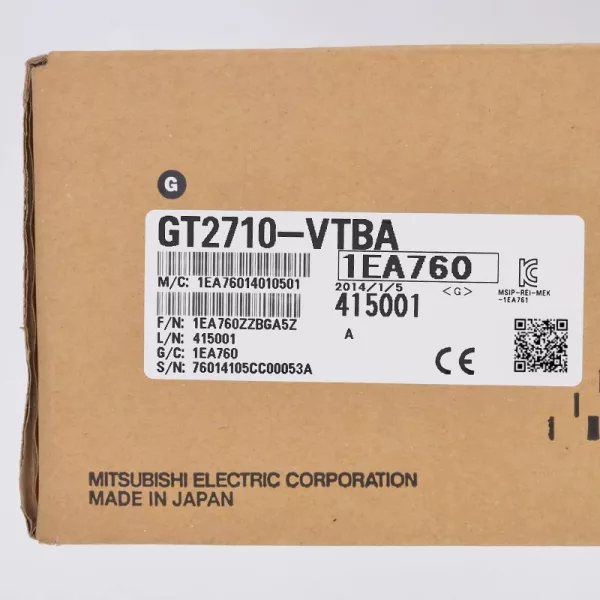 G
GT2710-VTBA
1EA760
M/C: 1EA76014010501
2014/1/5 <G>
415001
MSIP-REI-MEK
-1EA761
F/N: 1EA760ZZBGA5Z
A
L/N: 415001
G/C: 1EA760
S/N: 76014105CC00053A
CE
MITSUBISHI ELECTRIC CORPORATION
MADE IN JAPAN